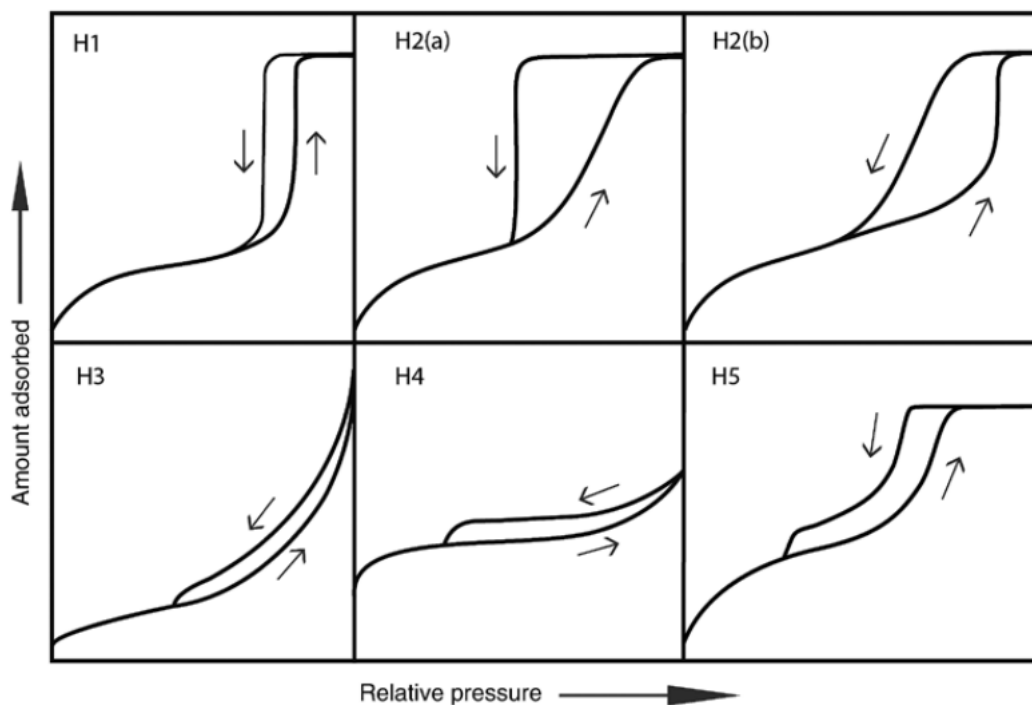 H1
H2(a)
H2(b)
H3
H4
H5
Amount adsorbed
Relative pressure